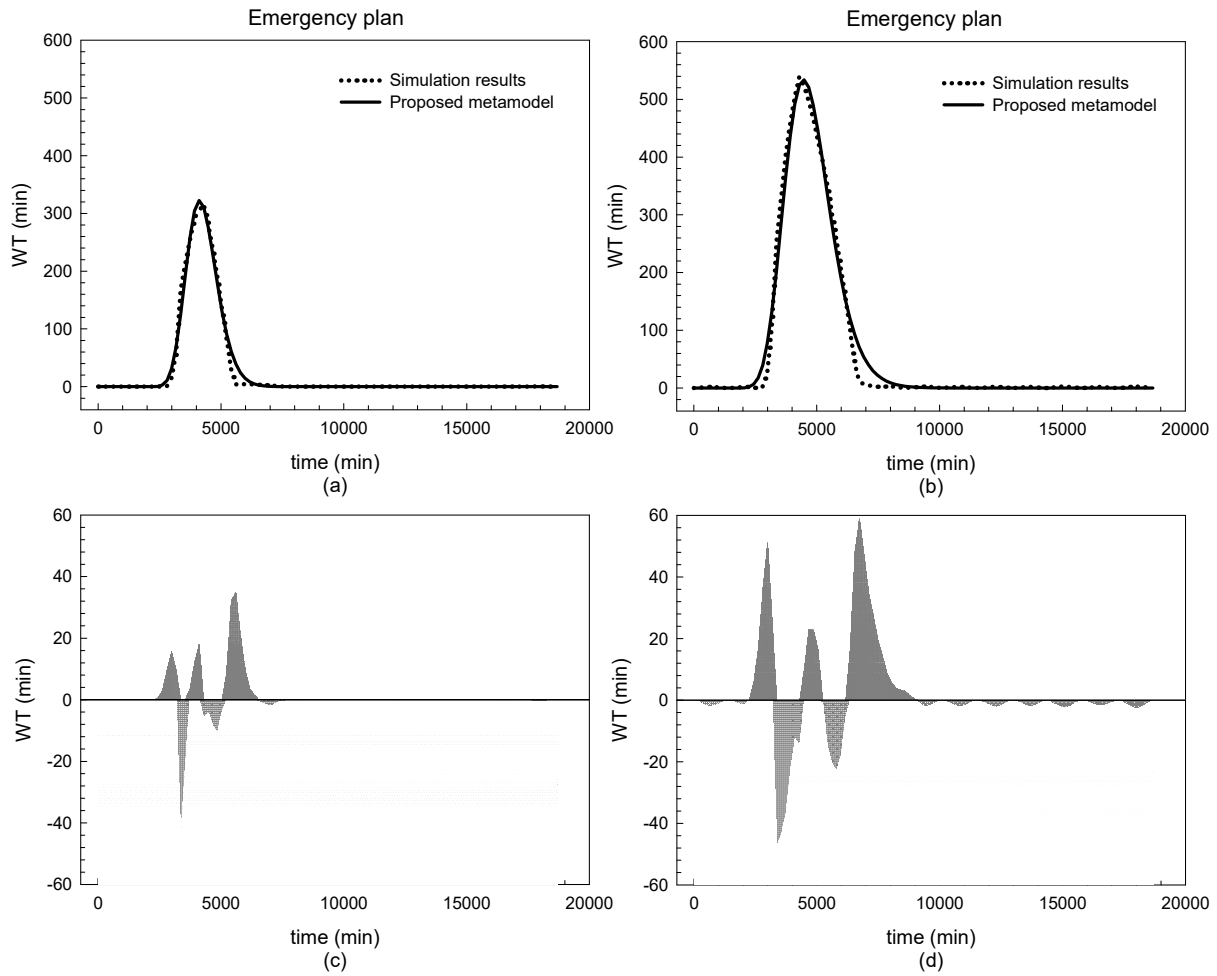 Emergency plan
600
500
400
300
200
100
0
WT (min)
Simulation results
Proposed metamodel
0 5000 10000 15000 20000
time (min)
(a)
Emergency plan
600
500
400
300
200
100
0
WT (min)
Simulation results
Proposed metamodel
0 5000 10000 15000 20000
time (min)
(b)
60
40
20
0
-20
-40
-60
WT (min)
0 5000 10000 15000 20000
time (min)
(c)
60
40
20
0
-20
-40
-60
WT (min)
0 5000 10000 15000 20000
time (min)
(d)